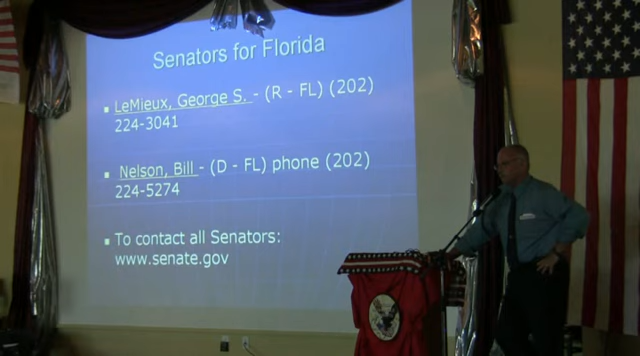 Senators for Florida
LeMieux, George S. - (R - FL) (202)
224-3041
Nelson, Bill - (D - FL) phone (202)
224-5274
To contact all Senators:
www.senate.gov